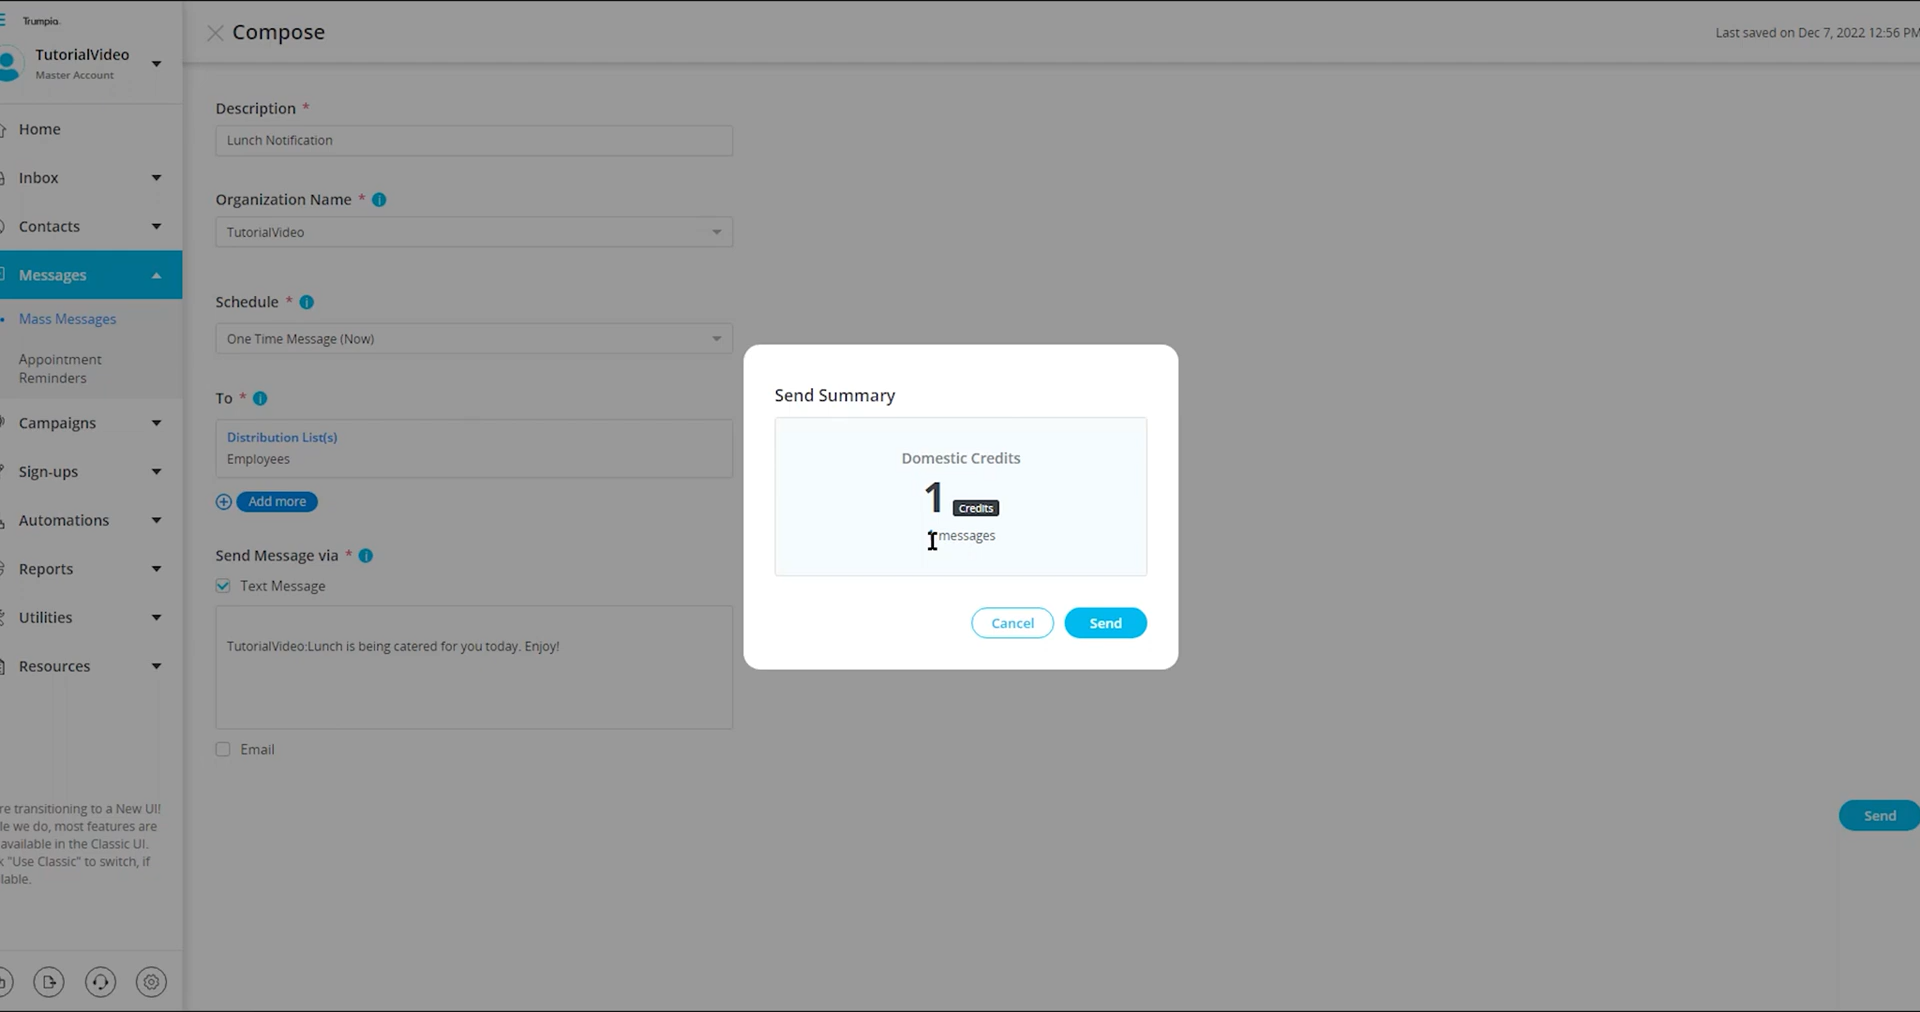 Trumpia.
TutorialVideo
Master Account
Home
Inbox
Contacts
Messages
Mass Messages
Appointment
Reminders
Campaigns
Sign-ups
Automations
Reports
Utilities
Resources
transitioning to a New UI!
we do, most features are
available in the Classic UI.
"Use Classic" to switch, if
Compose
Last saved on Dec 7, 2022 12:56 PM
Description *
Lunch Notification
Organization Name *
TutorialVideo
Schedule *
One Time Message (Now)
To *
Distribution List(s)
Employees
Add more
Send Message via *
Text Message
TutorialVideo:Lunch is being catered for you today. Enjoy!
Email
Send Summary
Domestic Credits
1 Credits
messages
Cancel
Send
Send